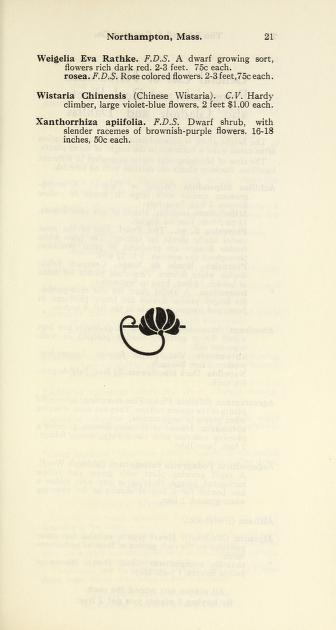 Northampton, Mass. 21
Weigelia Eva Rathke. F.D.S. A dwarf growing sort,
flowers rich dark red. 2-3 feet. 75c each.
rosea. F.D.S. Rose colored flowers. 2-3 feet, 75c each.
Wistaria Chinensis (Chinese Wistaria). C.V. Hardy
climber, large violet-blue flowers. 2 feet $1.00 each.
Xanthorrhiza apiifolia. F.D.S. Dwarf shrub, with
slender racemes of brownish-purple flowers. 16-18
inches, 50c each.